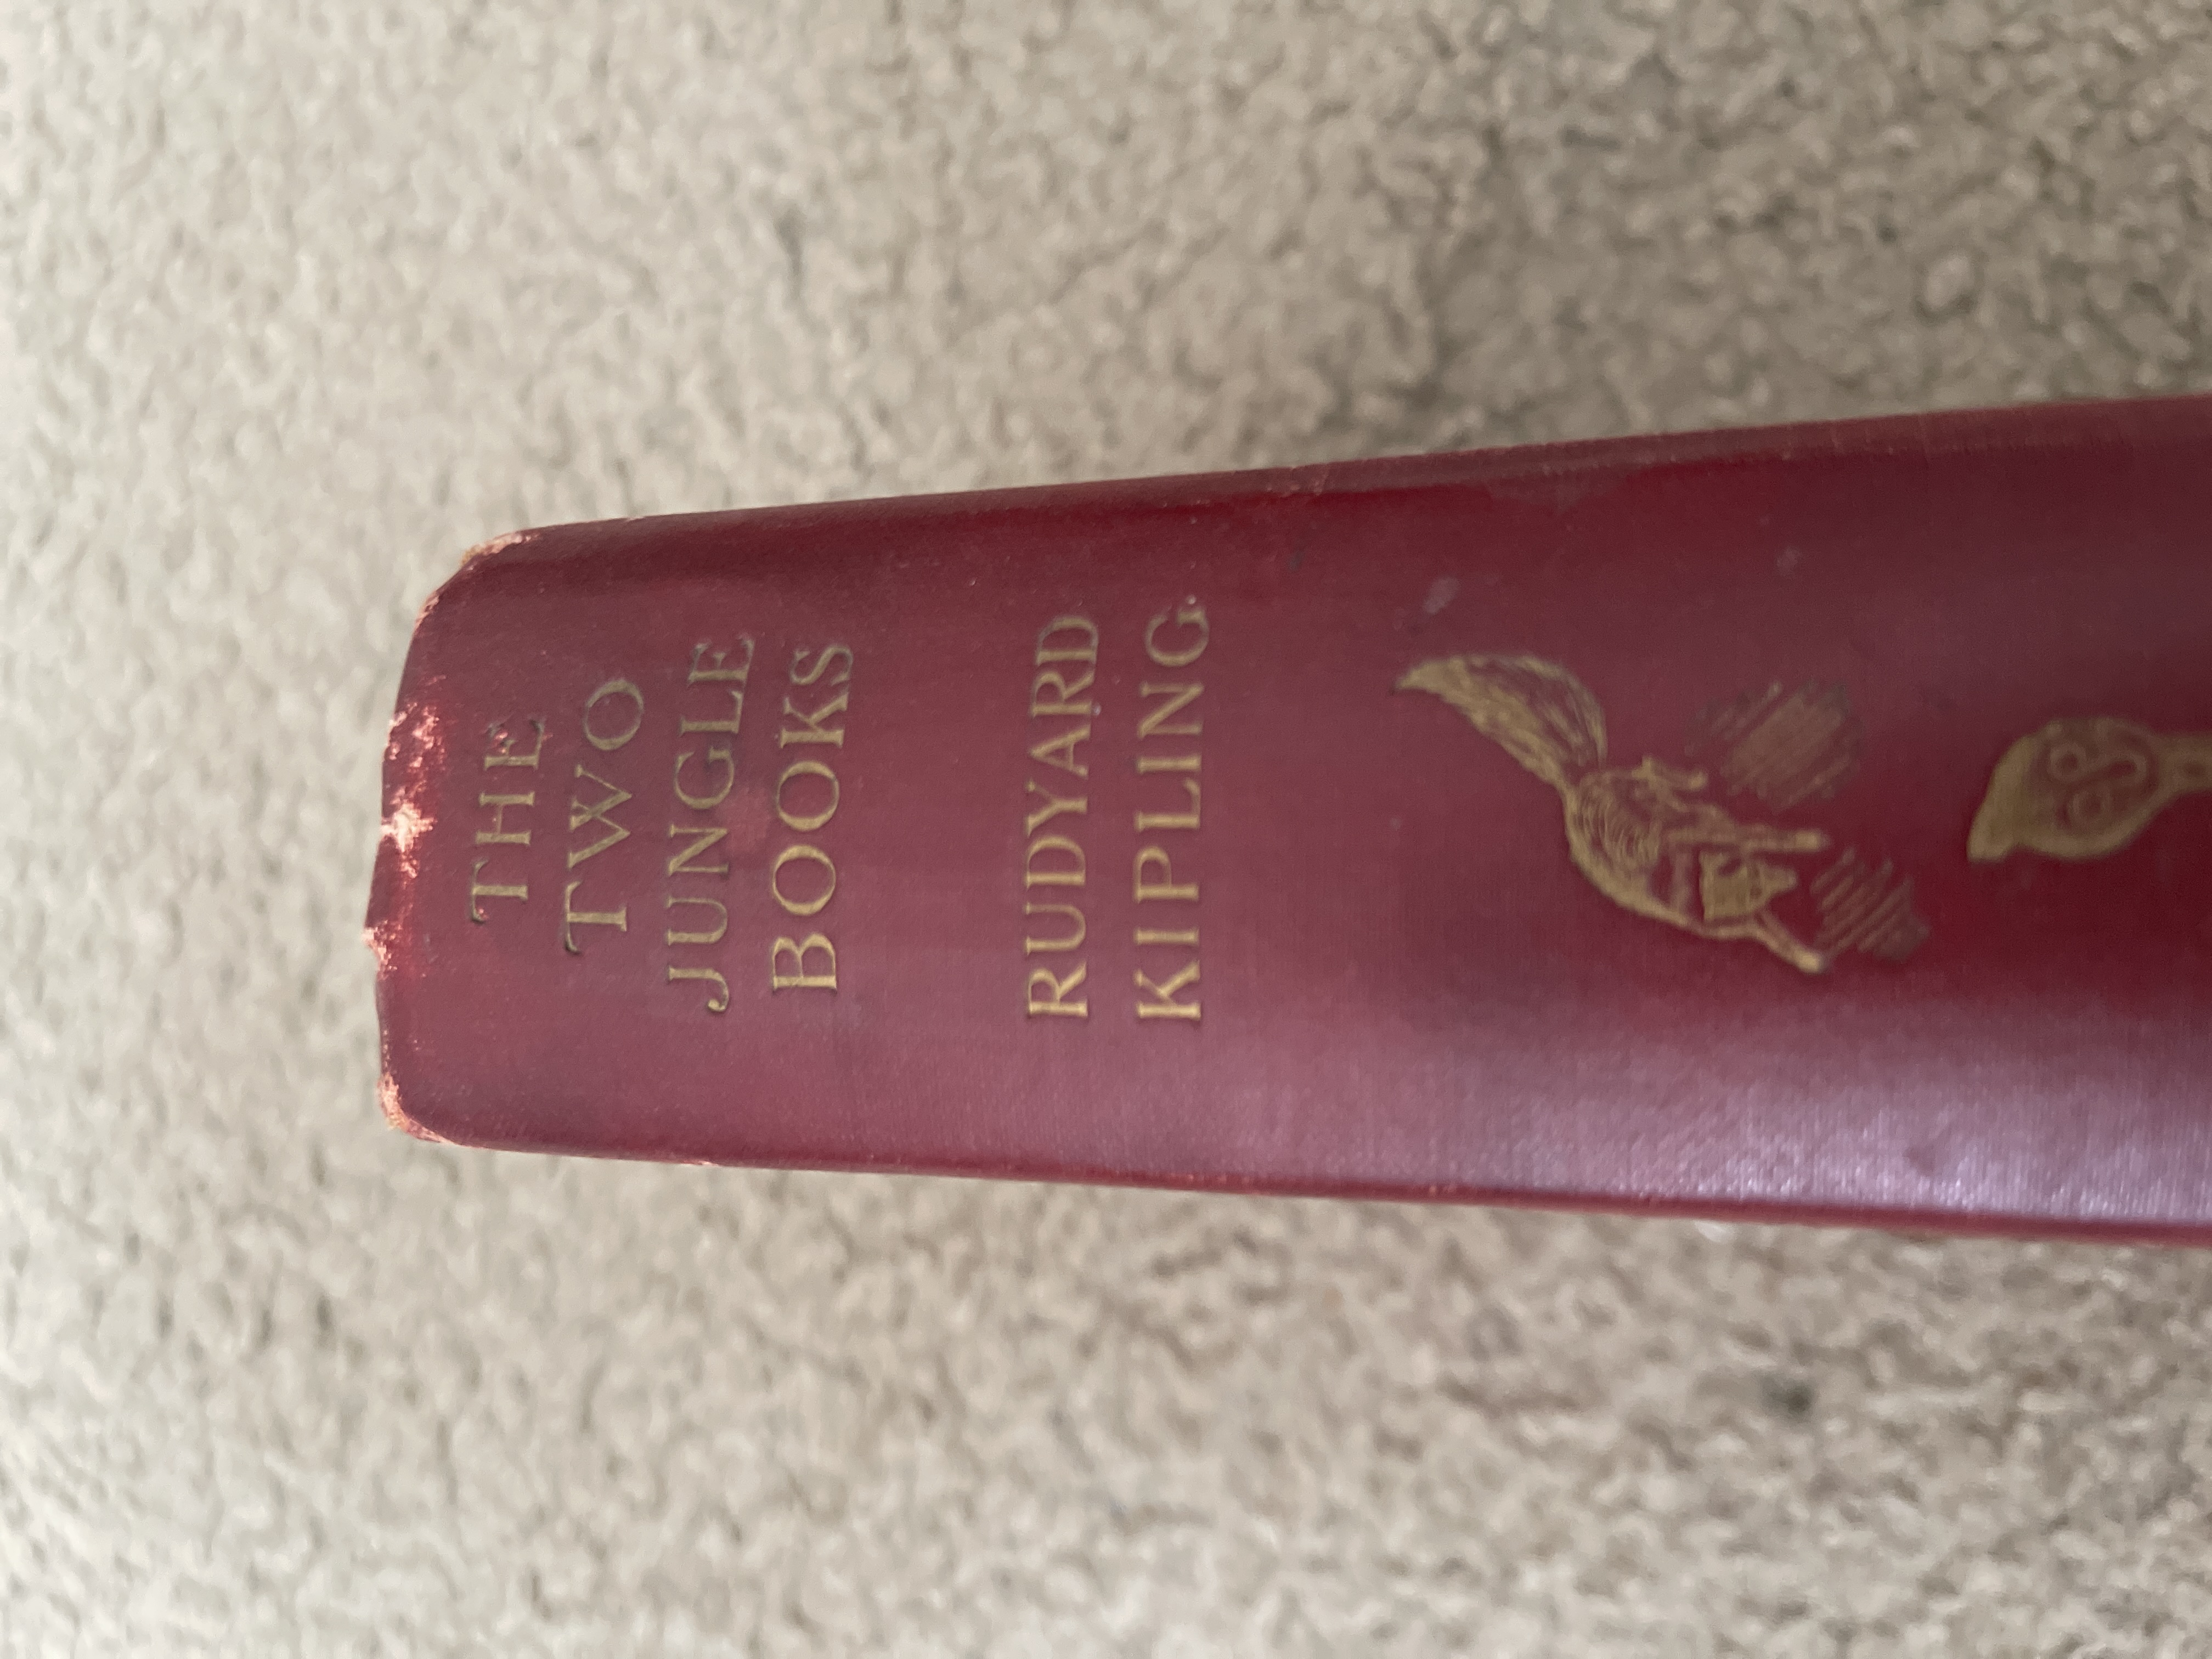 THE
TWO
JUNGLE
BOOKS
RUDYARD
KIPLING